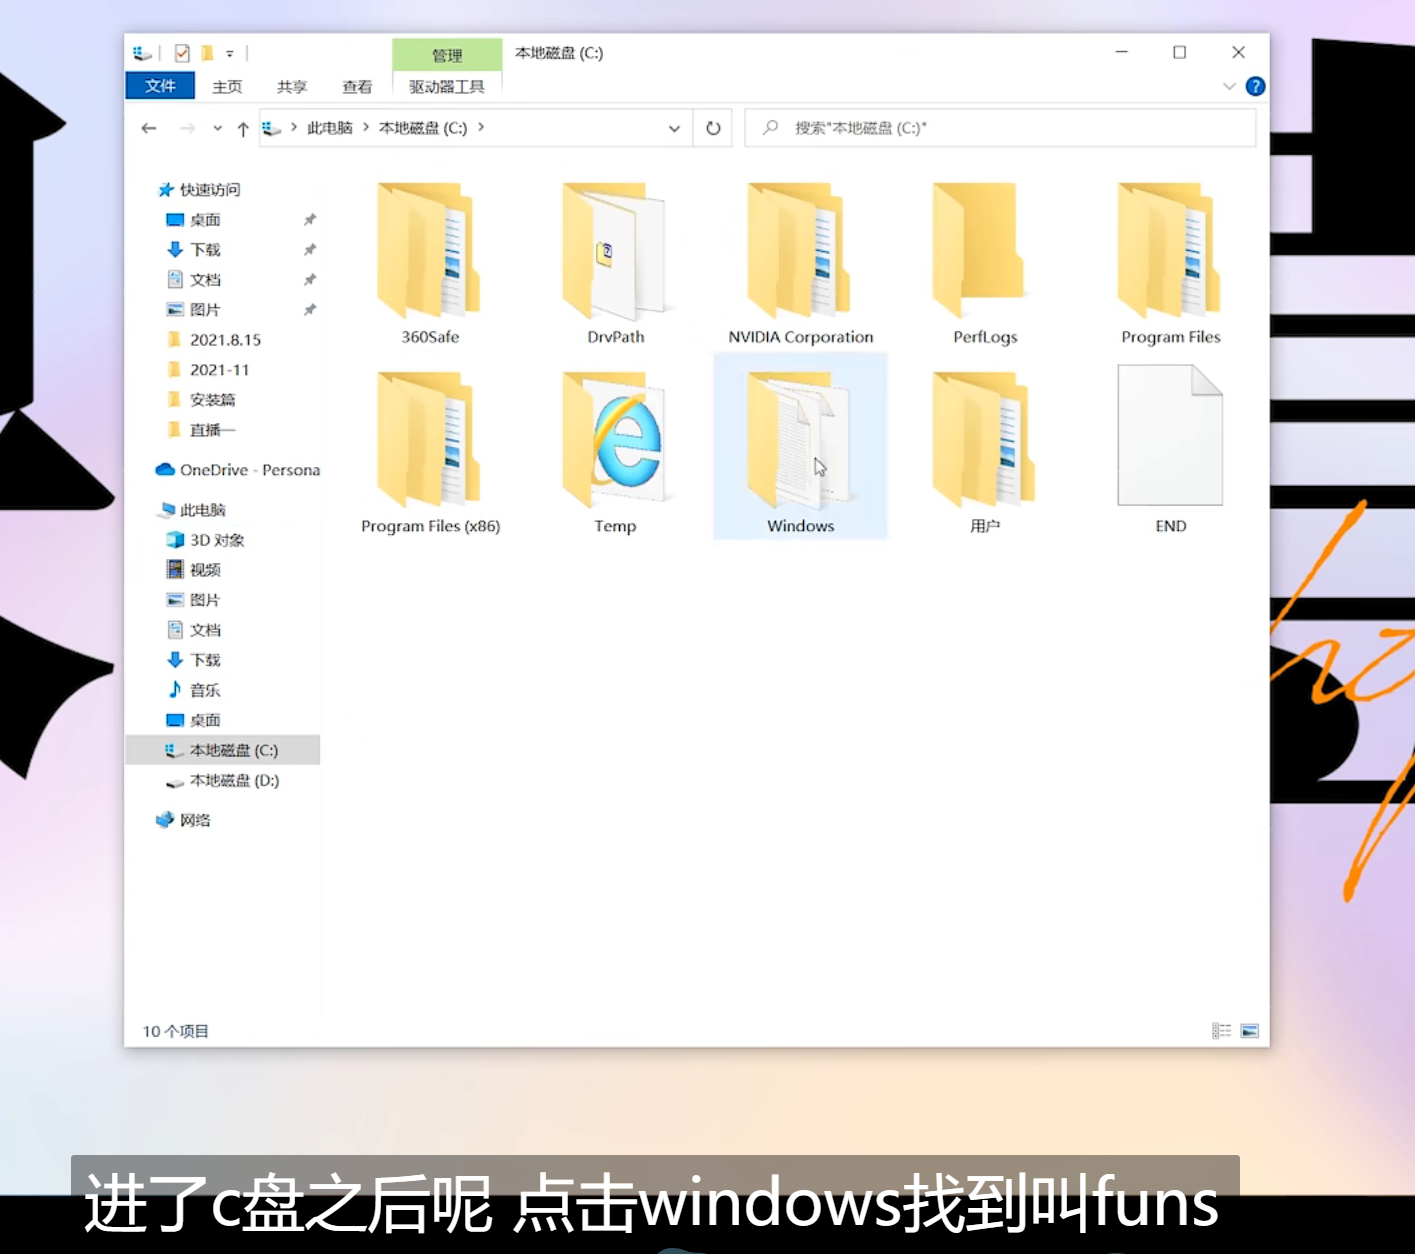 管理
本地磁盘 (C:)
文件 主页 共享 查看 驱动器工具
此电脑 本地磁盘 (C:)
搜索"本地磁盘 (C:)"
快速访问
桌面
下载
文档
图片
2021.8.15
2021-11
安装篇
直播一
OneDrive - Persona
此电脑
3D 对象
视频
图片
文档
下载
音乐
桌面
本地磁盘 (C:)
本地磁盘 (D:)
网络
360Safe DrvPath NVIDIA Corporation PerfLogs Program Files
Program Files (x86) Temp Windows 用户 END
10 个项目
进了c盘之后呢 点击windows找到叫funs